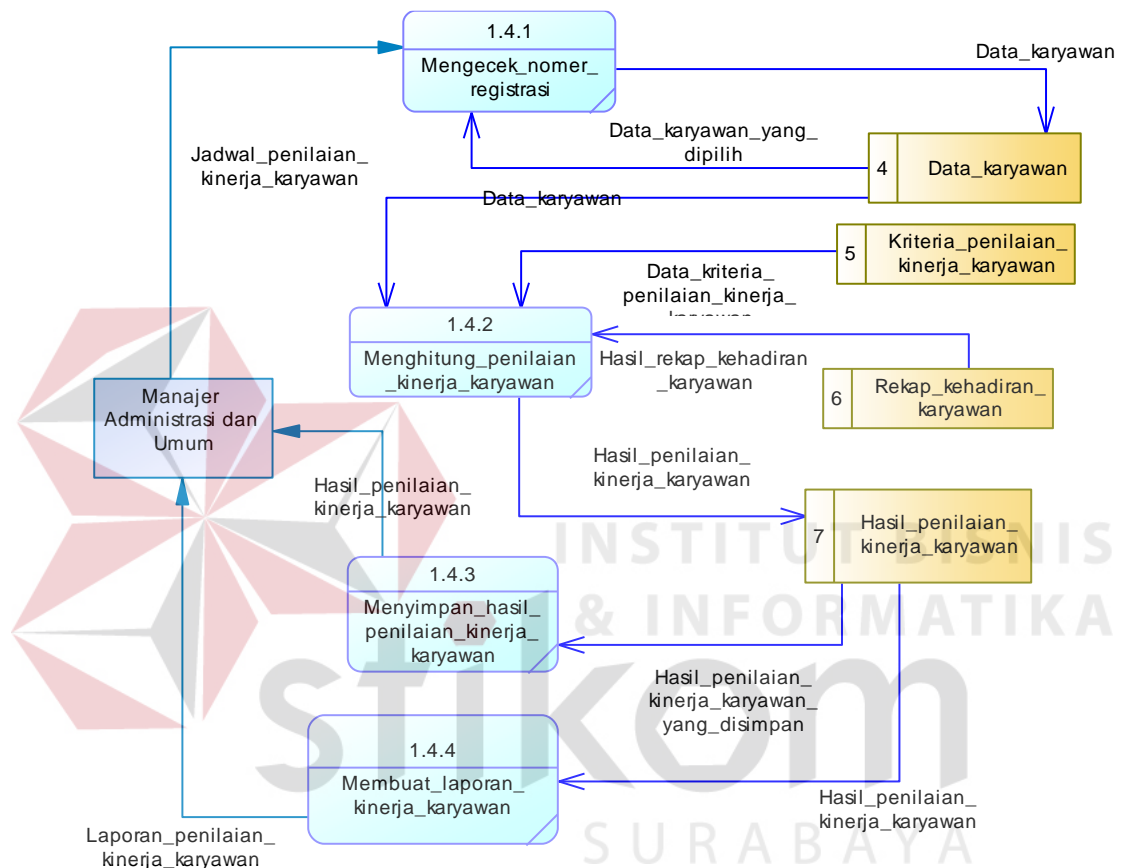 1.4.1
Mengecek_nomer_
registrasi
Data_karyawan
Data_karyawan_yang_
dipilih
Jadwal_penilaian_
kinerja_karyawan
4
Data_karyawan
Data_karyawan
5
Kriteria_penilaian_
kinerja_karyawan
Data_kriteria_
penilaian_kinerja_
karyawan
1.4.2
Menghitung_penilaian
_kinerja_karyawan
Hasil_rekap_kehadiran
_karyawan
6
Rekap_kehadiran_
karyawan
Manajer
Administrasi dan
Umum
Hasil_penilaian_
kinerja_karyawan
Hasil_penilaian_
kinerja_karyawan
7
Hasil_penilaian_
kinerja_karyawan
INSTITUT BISNIS
& INFORMATIKA
1.4.3
Menyimpan_hasil_
penilaian_kinerja_
karyawan
stikom
Hasil_penilaian_
kinerja_karyawan_
yang_disimpan
1.4.4
Membuat_laporan_
kinerja_karyawan
Hasil_penilaian_
kinerja_karyawan
Laporan_penilaian_
kinerja_karyawan
SURABAYA